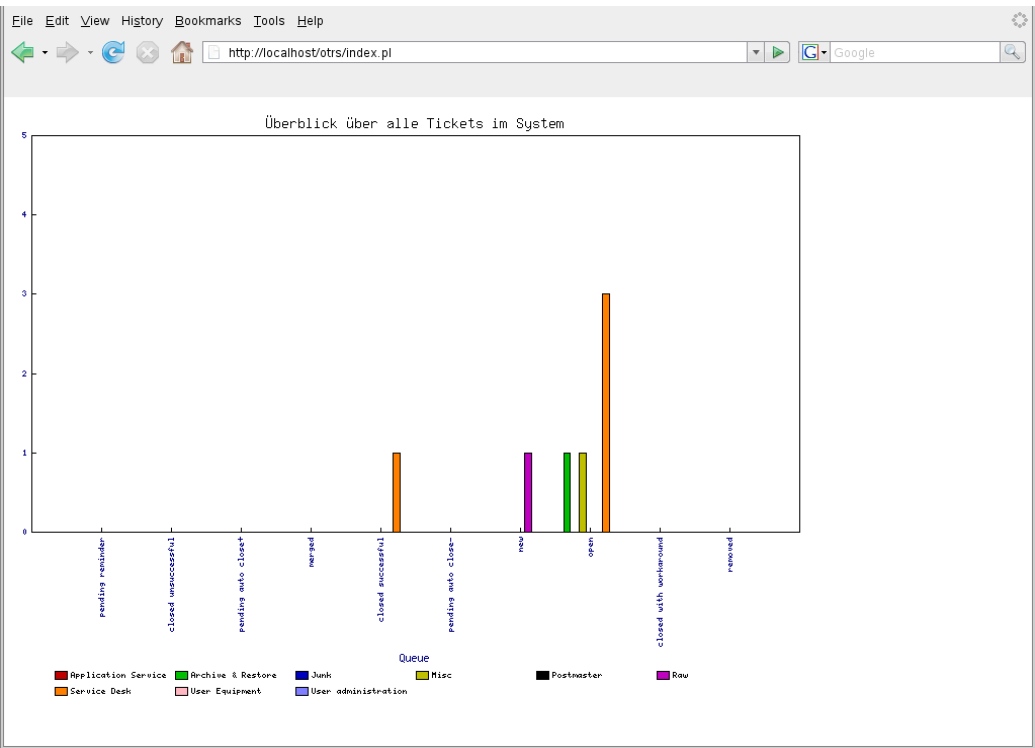 File Edit View History Bookmarks Tools Help
http://localhost/otrs/index.pl
Google
Überblick über alle Tickets im System
5
4
3
2
1
0
pending reminder
closed unsuccessful
pending auto close+
merged
closed successful
pending auto close-
new
open
closed with workaround
removed
Queue
Application Service Archive & Restore Junk Misc Postmaster Raw
Service Desk User Equipment User administration